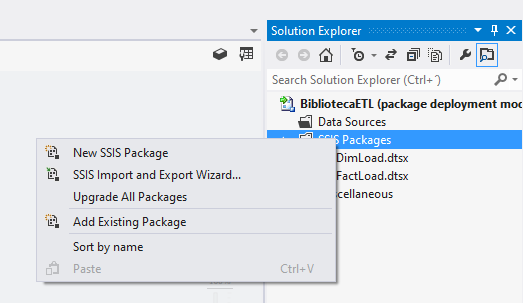 Solution Explorer
Search Solution Explorer (Ctrl+´)
BibliotecaETL (package deployment mod
Data Sources
SSIS Packages
DimLoad.dtsx
FactLoad.dtsx
scellaneous
New SSIS Package
SSIS Import and Export Wizard...
Upgrade All Packages
Add Existing Package
Sort by name
Paste Ctrl+V